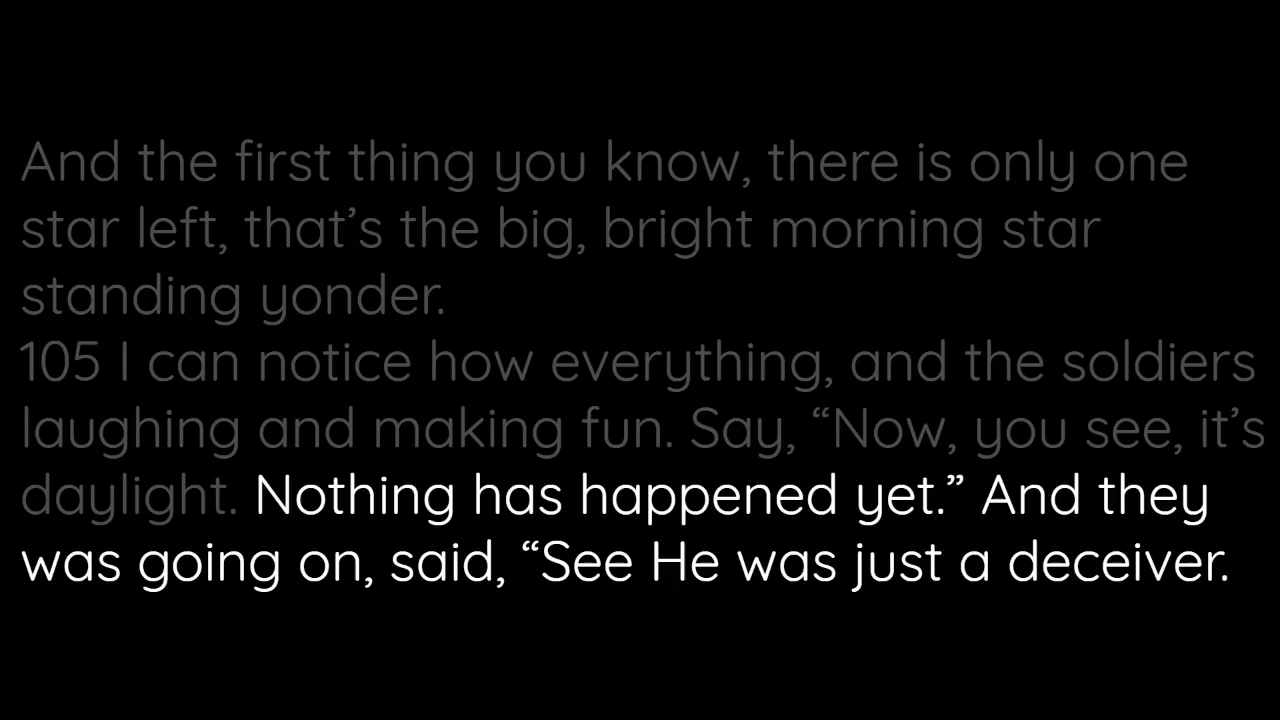 And the first thing you know, there is only one
star left, that’s the big, bright morning star
standing yonder.
105 I can notice how everything, and the soldiers
laughing and making fun. Say, “Now, you see, it’s
daylight. Nothing has happened yet.” And they
was going on, said, “See He was just a deceiver.